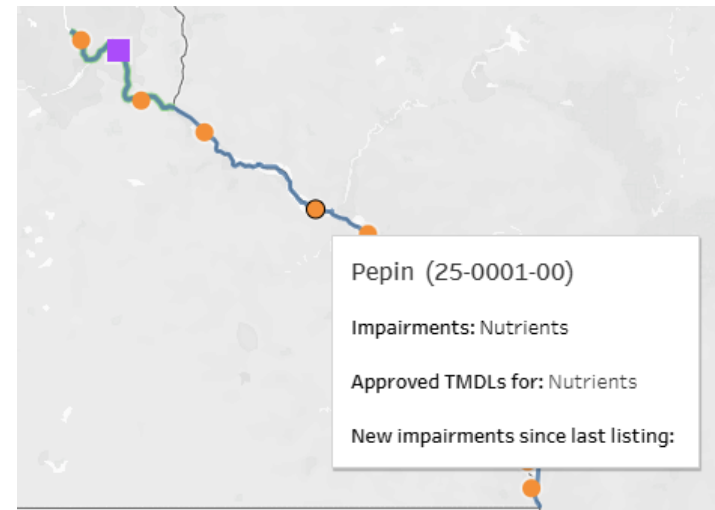 Pepin (25-0001-00)
Impairments: Nutrients
Approved TMDLs for: Nutrients
New impairments since last listing: